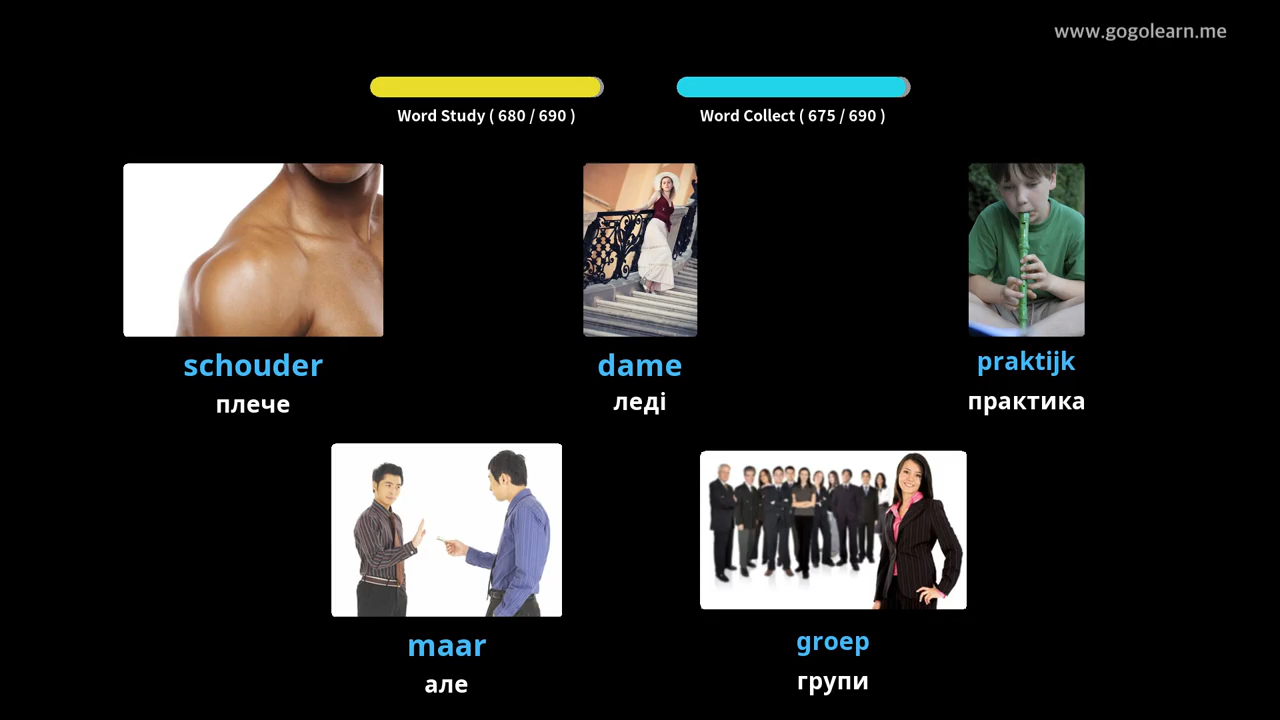 www.gogolearn.me
Word Study ( 680 / 690 )
Word Collect ( 675 / 690 )
schouder
плече
dame
леді
praktijk
практика
maar
але
groep
групи